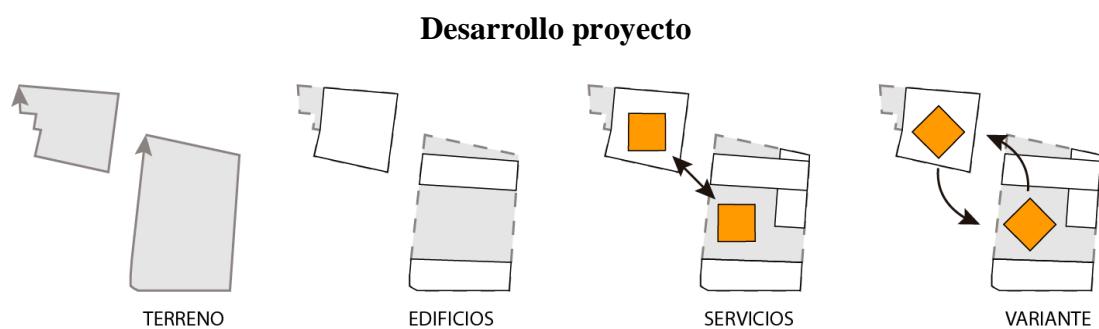 Desarrollo proyecto
TERRENO
EDIFICIOS
SERVICIOS
VARIANTE